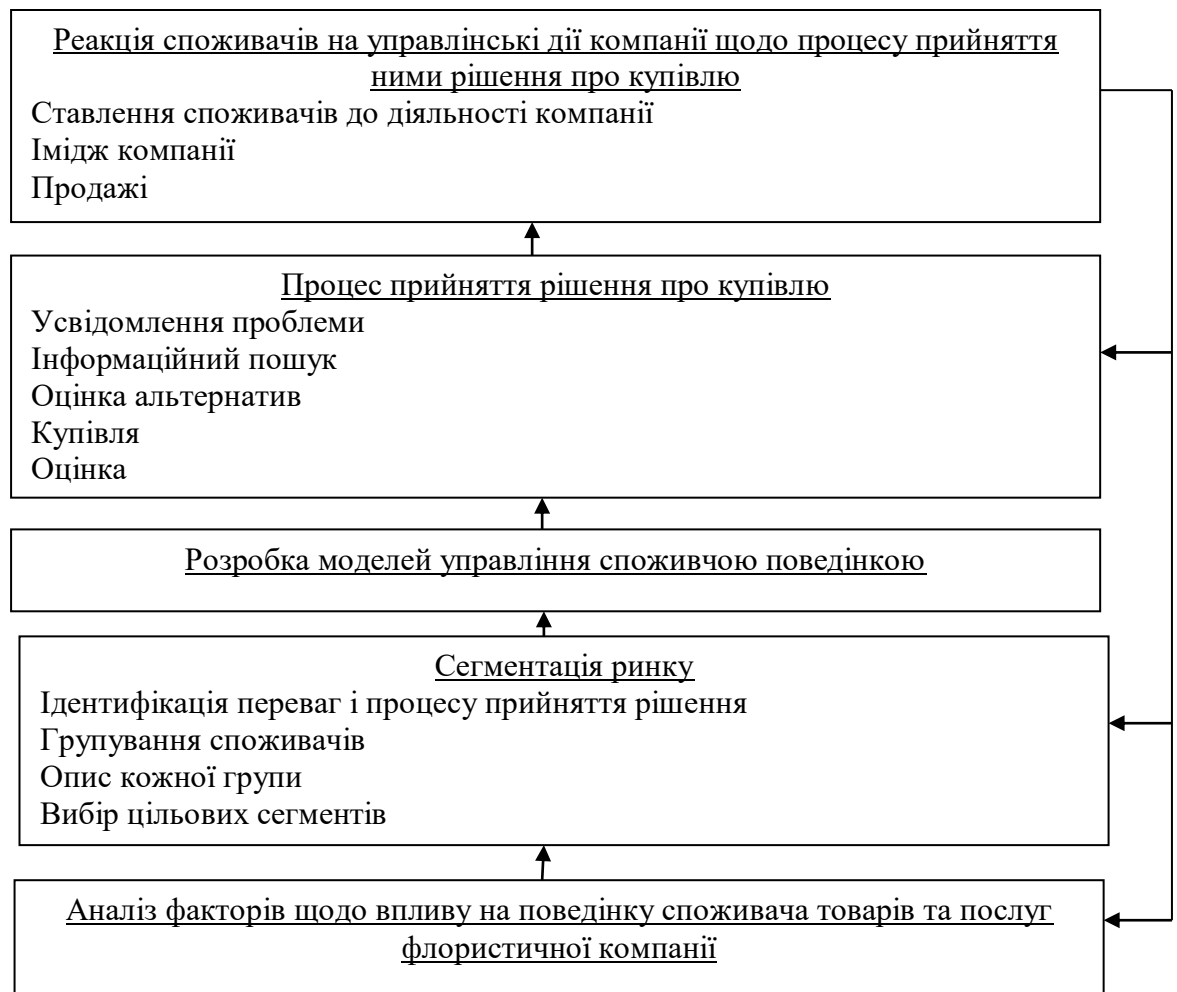 Реакція споживачів на управлінські дії компанії щодо процесу прийняття
ними рішення про купівлю
Ставлення споживачів до діяльності компанії
Імідж компанії
Продажі
Процес прийняття рішення про купівлю
Усвідомлення проблеми
Інформаційний пошук
Оцінка альтернатив
Купівля
Оцінка
Розробка моделей управління споживчою поведінкою
Сегментація ринку
Ідентифікація переваг і процесу прийняття рішення
Групування споживачів
Опис кожної групи
Вибір цільових сегментів
Аналіз факторів щодо впливу на поведінку споживача товарів та послуг
флористичної компанії